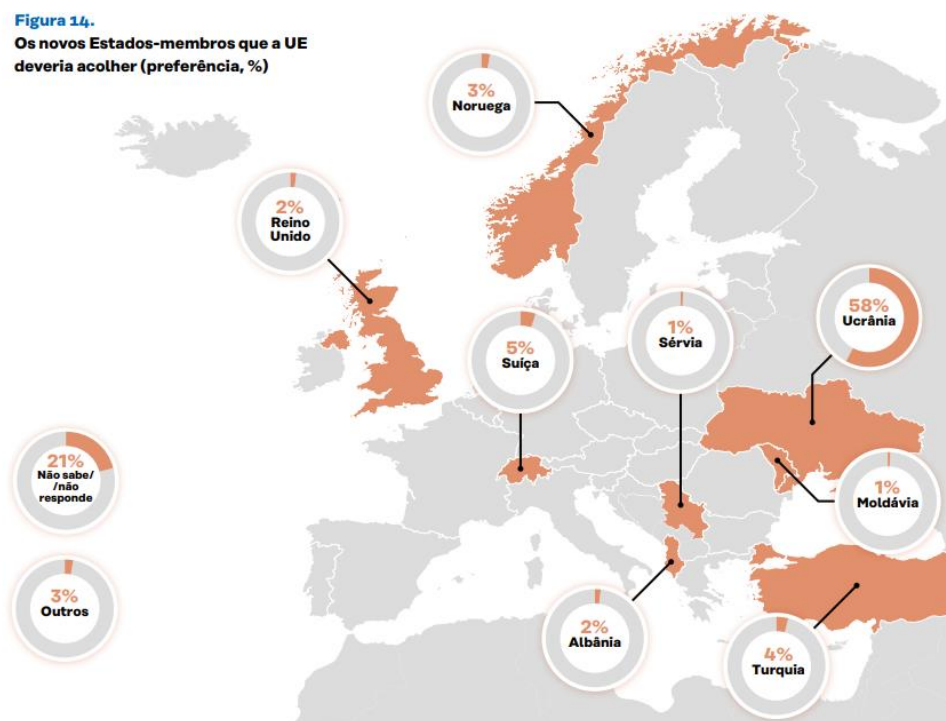 Figura 14.
Os novos Estados-membros que a UE
deveria acolher (preferência, %)
3%
Noruega
2%
Reino
Unido
58%
Ucrânia
1%
Sérvia
5%
Suíça
21%
Não sabe/
/não
responde
1%
Moldávia
3%
Outros
2%
Albânia
4%
Turquia